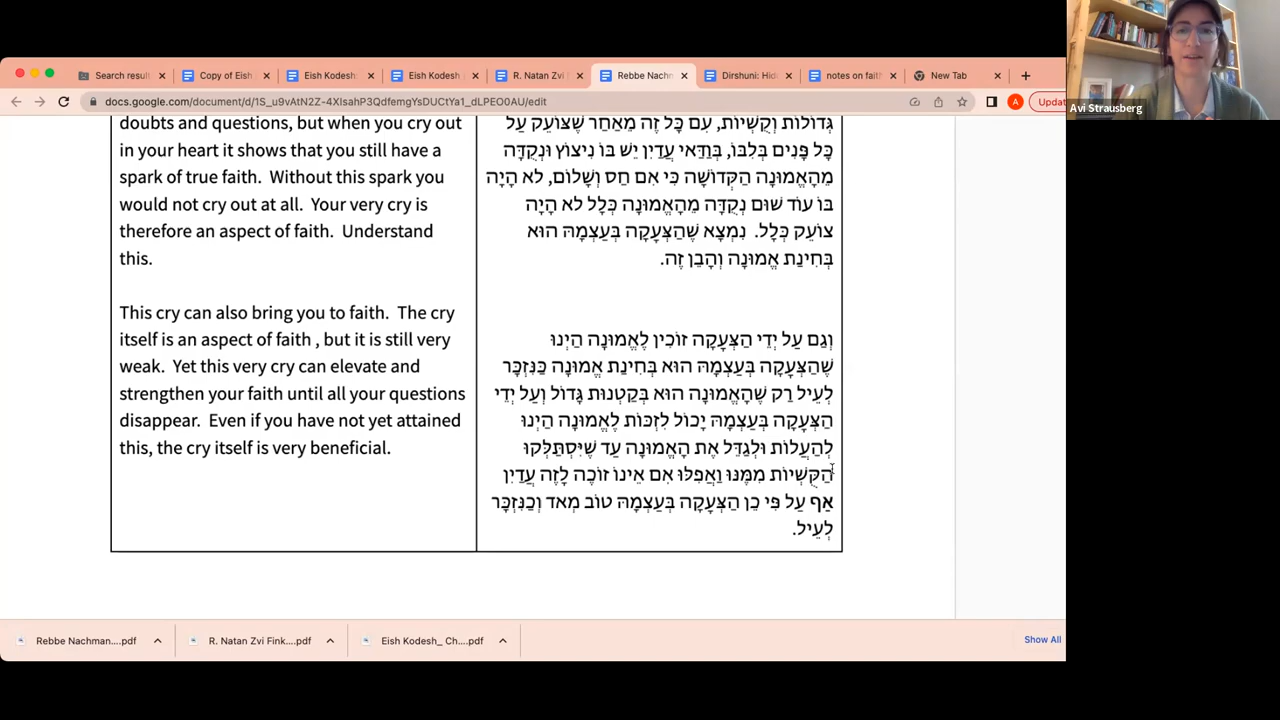 Search resul
Copy of Eish
Eish Kodesh:
Eish Kodesh
R. Natan Zvi
Rebbe Nachm
Dirshuni: Hid
notes on faith
New Tab
docs.google.com/document/d/1S_u9vAtN2Z-4XIsahP3QdfemgYsDUCtYa1_dLPEO0AU/edit
A
Updat
Avi Strausberg
doubts and questions, but when you cry out
in your heart it shows that you still have a
spark of true faith.  Without this spark you
would not cry out at all.  Your very cry is
therefore an aspect of faith.  Understand
this.
This cry can also bring you to faith.  The cry
itself is an aspect of faith , but it is still very
weak.  Yet this very cry can elevate and
strengthen your faith until all your questions
disappear.  Even if you have not yet attained
this, the cry itself is very beneficial.
גְּדוֹלוֹת וְקֻשְׁיוֹת, עִם כָּל זֶה מֵאַחַר שֶׁצּוֹעֵק עַל
כָּל פָּנִים בְּלִבּוֹ, בְּוַדַּאי עֲדַיִן יֵשׁ בּוֹ נִיצוֹץ וּנְקֻדָּה
מֵהָאֱמוּנָה הַקְּדוֹשָׁה כִּי אִם חַס וְשָׁלוֹם, לֹא הָיָה
בּוֹ עוֹד שׁוּם נְקֻדָּה מֵהָאֱמוּנָה כְּלָל לֹא הָיָה
צוֹעֵק כְּלָל.  נִמְצָא שֶׁהַצְּעָקָה בְּעַצְמָהּ הוּא
בְּחִינַת אֱמוּנָה וְהָבֵן זֶה.
וְגַם עַל יְדֵי הַצְּעָקָה זוֹכִין לֶאֱמוּנָה הַיְנוּ
שֶׁהַצְּעָקָה בְּעַצְמָהּ הוּא בְּחִינַת אֱמוּנָה כַּנִּזְכָּר
לְעֵיל רַק שֶׁהָאֱמוּנָה הוּא בְּקַטְנוּת גָּדוֹל וְעַל יְדֵי
הַצְּעָקָה בְּעַצְמָהּ יָכוֹל לִזְכּוֹת לֶאֱמוּנָה הַיְנוּ
לְהַעֲלוֹת וּלְגַדֵּל אֶת הָאֱמוּנָה עַד שֶׁיִּסְתַּלְּקוּ
הַקֻּשְׁיוֹת מִמֶּנּוּ וַאֲפִלּוּ אִם אֵינוֹ זוֹכֶה לָזֶה עֲדַיִן
אַף עַל פִּי כֵן הַצְּעָקָה בְּעַצְמָהּ טוֹב מְאֹד וְכַנִּזְכָּר
לְעֵיל.
Rebbe Nachman....pdf
R. Natan Zvi Fink....pdf
Eish Kodesh_ Ch....pdf
Show All